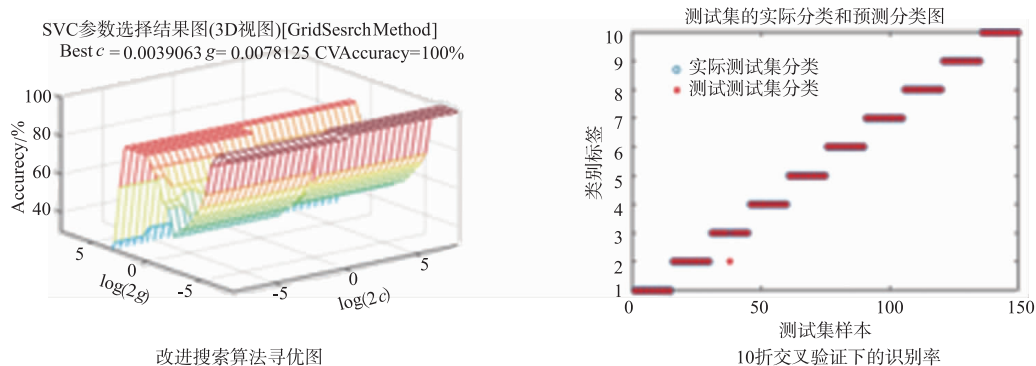 SVC参数选择结果图(3D视图)[GridSesrchMethod]
Best c = 0.0039063 g= 0.0078125 CVAccuracy=100%
100
80
60
40
Accurecy/%
5
0
-5
log(2g)
-5
0
5
log(2c)
改进搜索算法寻优图
测试集的实际分类和预测分类图
10
9
8
7
6
5
4
3
2
1
类别标签
实际测试集分类
测试测试集分类
0
50
100
150
测试集样本
10折交叉验证下的识别率